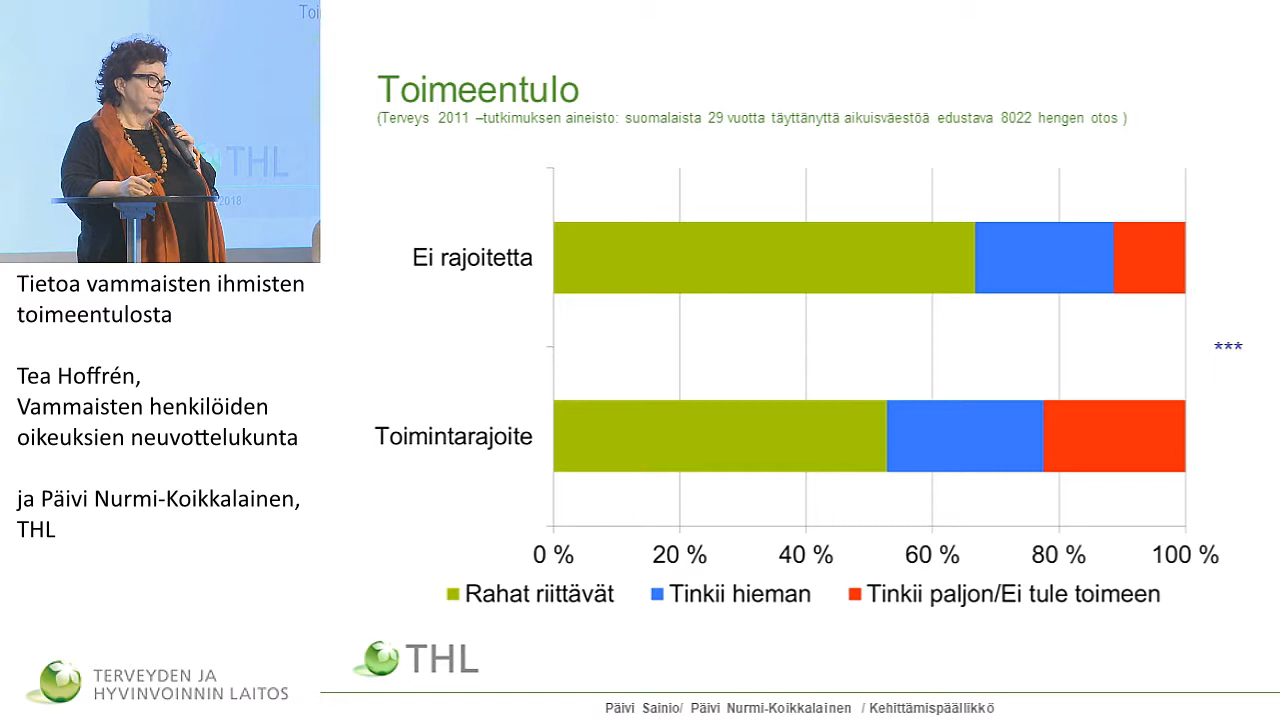 Toi
THL
2018
Tietoa vammaisten ihmisten
toimeentulosta
Tea Hoffrén,
Vammaisten henkilöiden
oikeuksien neuvottelukunta
ja Päivi Nurmi-Koikkalainen,
THL
TERVEYDEN JA
HYVINVOINNIN LAITOS
Toimeentulo
(Terveys 2011 –tutkimuksen aineisto: suomalaista 29 vuotta täyttänyttä aikuisväestöä edustava 8022 hengen otos )
Ei rajoitetta
***
Toimintarajoite
0 % 20 % 40 % 60 % 80 % 100 %
Rahat riittävät Tinkii hieman Tinkii paljon/Ei tule toimeen
THL
Päivi Sainio/ Päivi Nurmi-Koikkalainen / Kehittämispäällikkö